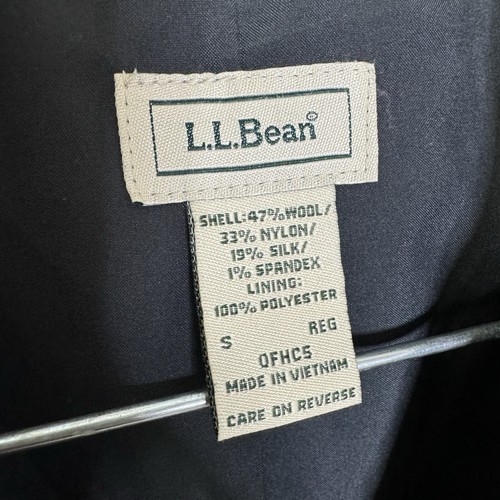 L.L.Bean®
SHELL:47%WOOL/
33% NYLON/
19% SILK/
1% SPANDEX
LINING:
100% POLYESTER
S REG
0FHC5
MADE IN VIETNAM
CARE ON REVERSE